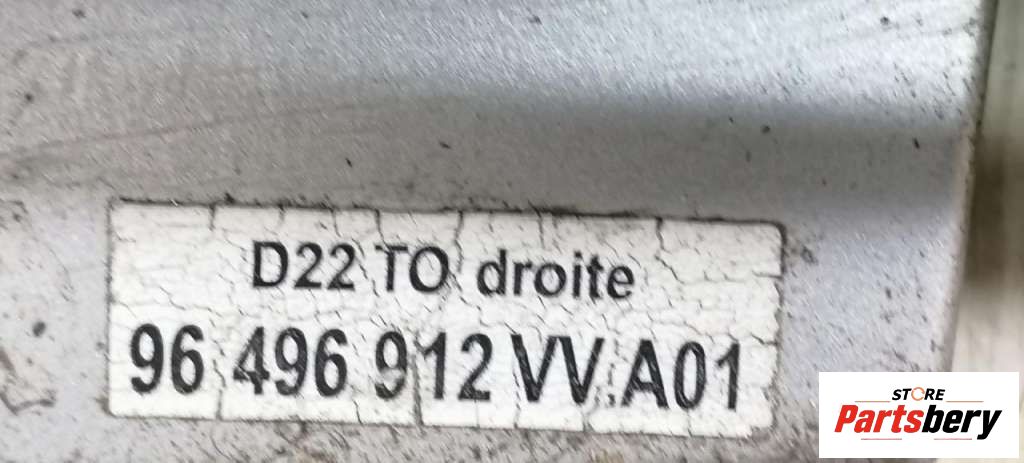 D22 TO droite
96 496 912 VV A01
STORE
Partsbery